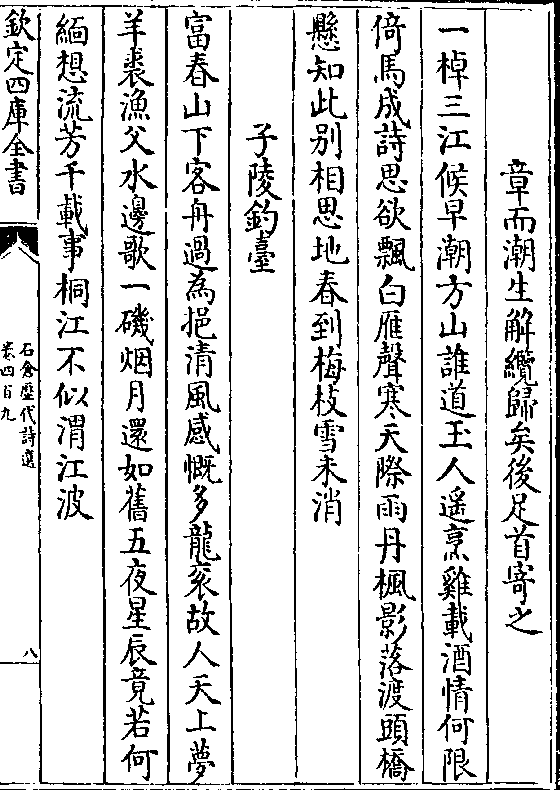 章而潮生解纜歸矣後足首寄之
一棹三江候早潮方山誰道玉人遙烹雞載酒情何限
倚馬成詩思欲飄白雁聲寒天際雨丹楓影落渡頭橋
懸知此别相思地春到梅枝雪未消
子陵釣臺
富春山下客舟過為挹清風感慨多龍衮故人天上夢
羊裘漁父水邊歌一磯烟月還如舊五夜星辰竟若何
緬想流芳千載事桐江不似渭江波
欽定四庫全書
石倉歷代詩選
卷四百九
八